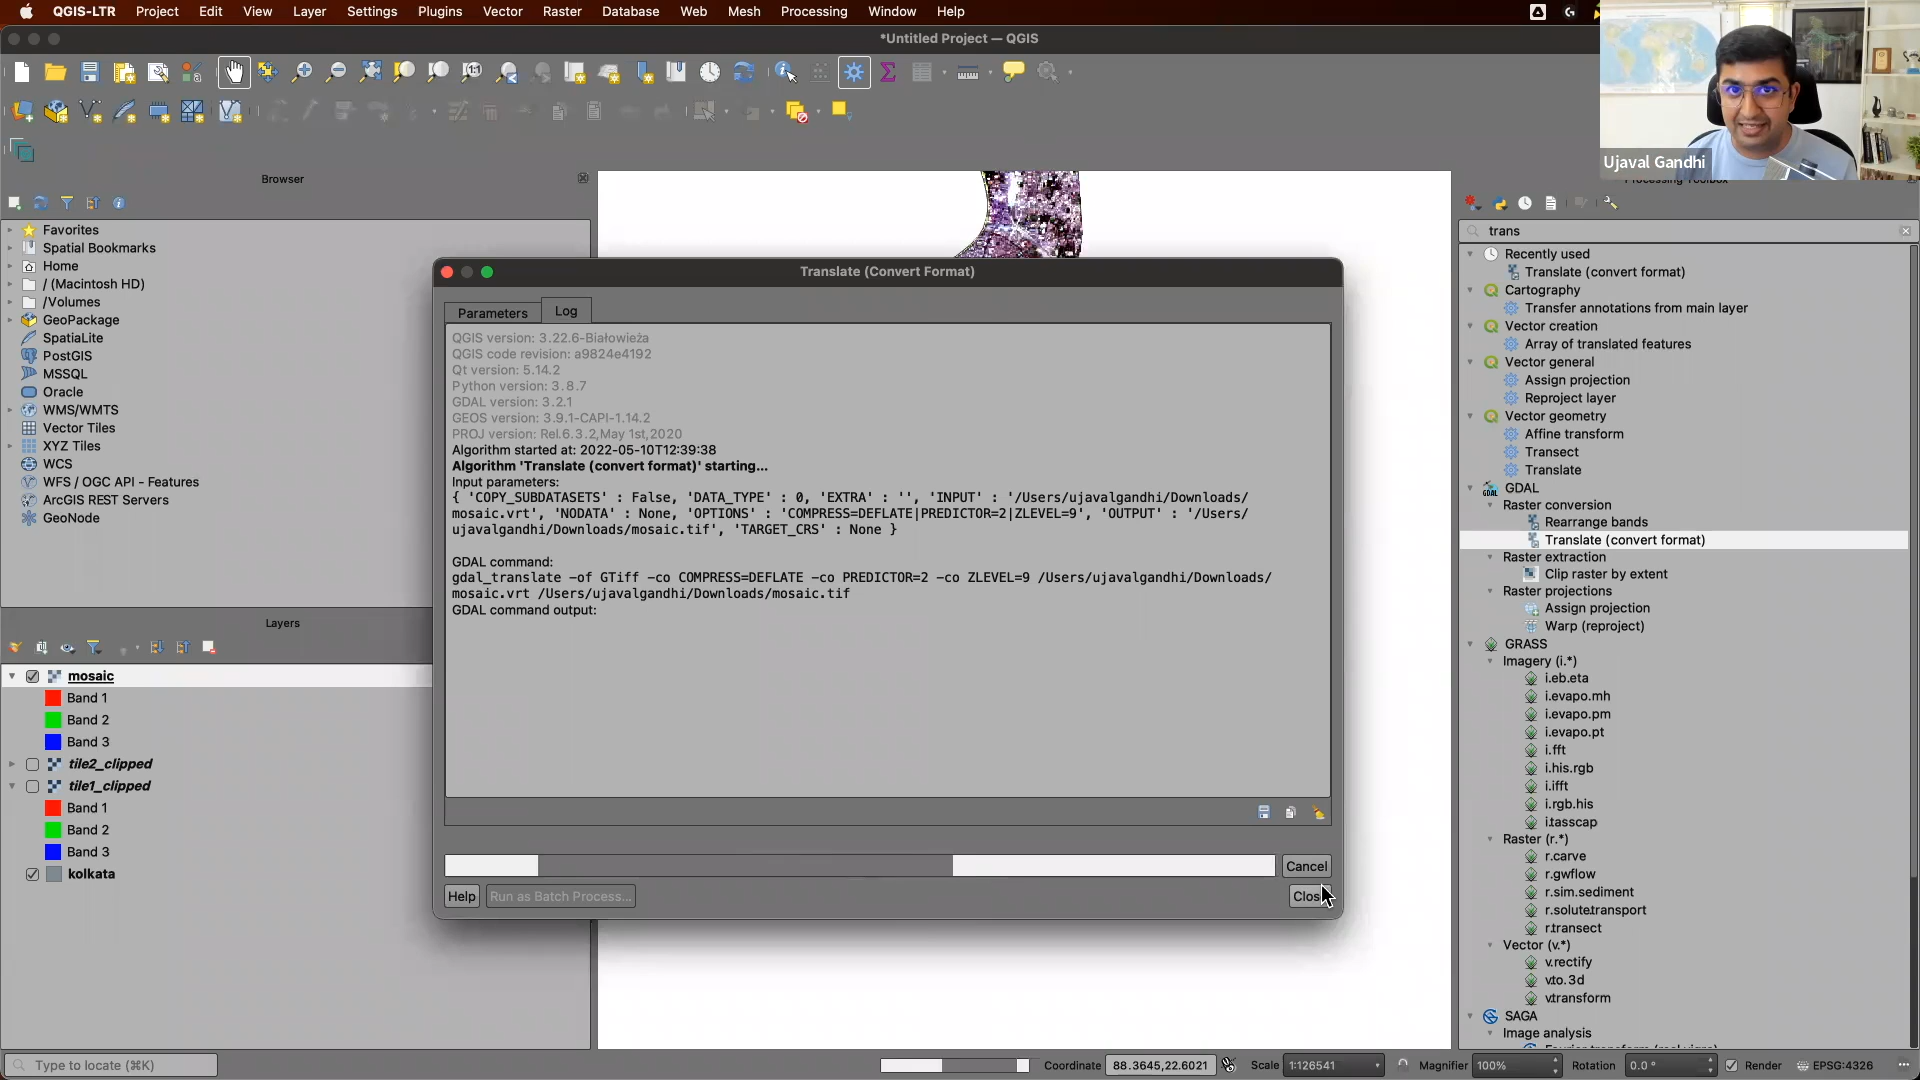 QGIS-LTR Project Edit View Layer Settings Plugins Vector Raster Database Web Mesh Processing Window Help
*Untitled Project — QGIS
Ujaval Gandhi
Browser
Favorites
Spatial Bookmarks
Home
/ (Macintosh HD)
/Volumes
GeoPackage
SpatiaLite
PostGIS
MSSQL
Oracle
WMS/WMTS
Vector Tiles
XYZ Tiles
WCS
WFS / OGC API - Features
ArcGIS REST Servers
GeoNode
Layers
mosaic
Band 1
Band 2
Band 3
tile2_clipped
tile1_clipped
Band 1
Band 2
Band 3
kolkata
Translate (Convert Format)
Parameters Log
QGIS version: 3.22.6-Białowieża
QGIS code revision: a9824e4192
Qt version: 5.14.2
Python version: 3.8.7
GDAL version: 3.2.1
GEOS version: 3.9.1-CAPI-1.14.2
PROJ version: Rel.6.3.2,May 1st,2020
Algorithm started at: 2022-05-10T12:39:38
Algorithm 'Translate (convert format)' starting...
Input parameters:
{ 'COPY_SUBDATASETS' : False, 'DATA_TYPE' : 0, 'EXTRA' : '', 'INPUT' : '/Users/ujavalgandhi/Downloads/
mosaic.vrt', 'NODATA' : None, 'OPTIONS' : 'COMPRESS=DEFLATE|PREDICTOR=2|ZLEVEL=9', 'OUTPUT' : '/Users/
ujavalgandhi/Downloads/mosaic.tif', 'TARGET_CRS' : None }
GDAL command:
gdal_translate -of GTiff -co COMPRESS=DEFLATE -co PREDICTOR=2 -co ZLEVEL=9 /Users/ujavalgandhi/Downloads/
mosaic.vrt /Users/ujavalgandhi/Downloads/mosaic.tif
GDAL command output:
Cancel
Help Run as Batch Process... Clos
Processing Toolbox
trans
Recently used
Translate (convert format)
Cartography
Transfer annotations from main layer
Vector creation
Array of translated features
Vector general
Assign projection
Reproject layer
Vector geometry
Affine transform
Transect
Translate
GDAL
Raster conversion
Rearrange bands
Translate (convert format)
Raster extraction
Clip raster by extent
Raster projections
Assign projection
Warp (reproject)
GRASS
Imagery (i.*)
i.eb.eta
i.evapo.mh
i.evapo.pm
i.evapo.pt
i.fft
i.his.rgb
i.ifft
i.rgb.his
i.tasscap
Raster (r.*)
r.carve
r.gwflow
r.sim.sediment
r.solute.transport
r.transect
Vector (v.*)
v.rectify
v.to.3d
v.transform
SAGA
Image analysis
Type to locate (⌘K) Coordinate 88.3645,22.6021 Scale 1:126541 Magnifier 100% Rotation 0.0 ° Render EPSG:4326